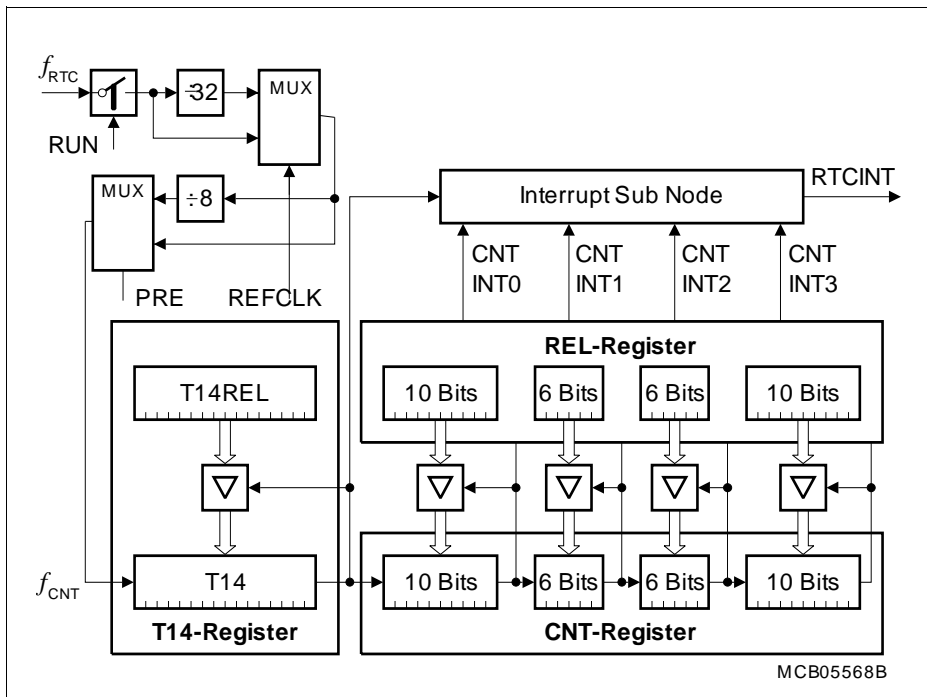 fRTC
÷32
MUX
RUN
MUX
÷8
Interrupt Sub Node
RTCINT
CNT INT0
CNT INT1
CNT INT2
CNT INT3
PRE
REFCLK
REL-Register
T14REL
10 Bits
6 Bits
6 Bits
10 Bits
fCNT
T14
10 Bits
6 Bits
6 Bits
10 Bits
T14-Register
CNT-Register
MCB05568B